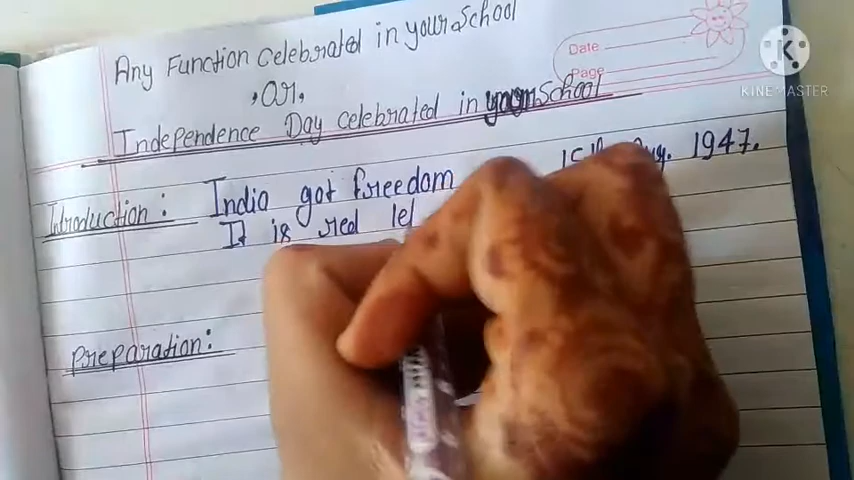 Any Function celebrated in your School
OR.
Independence Day celebrated in your School
Date
Page
Introduction : India got freedom 15th Aug. 1947.
It is red
Preparation :
KINEMASTER